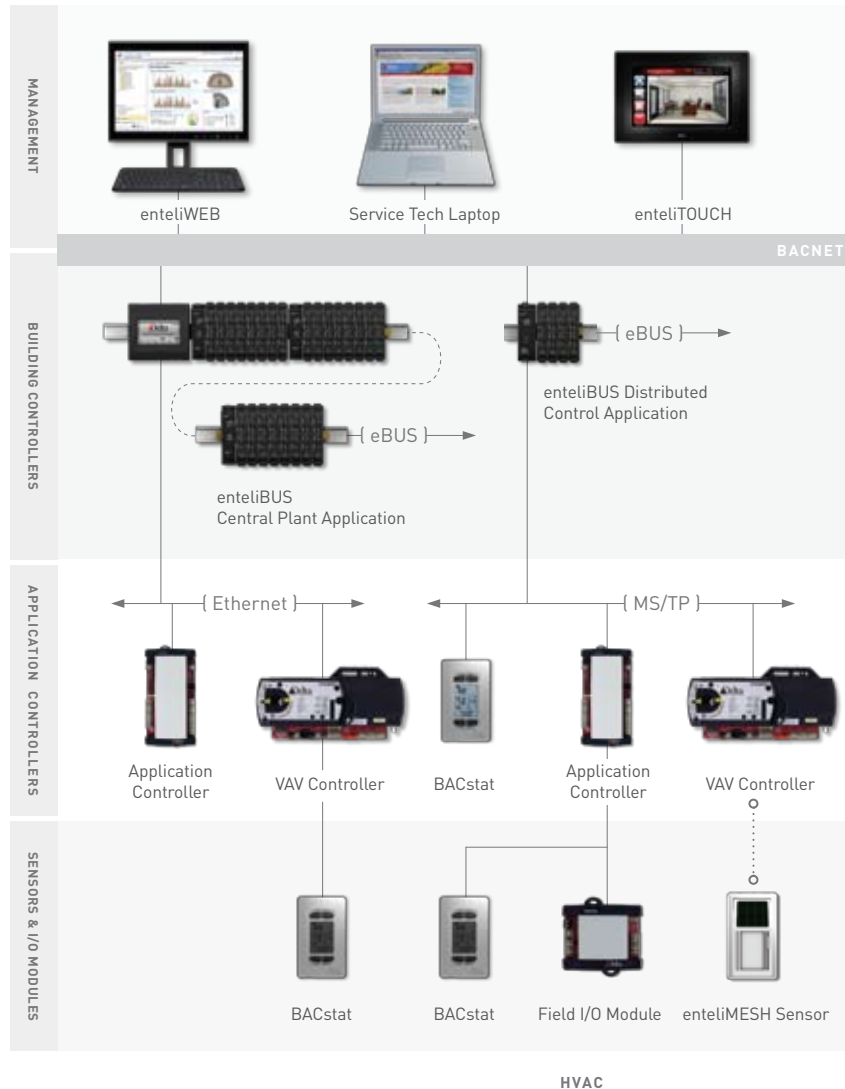 MANAGEMENT
enteliWEB
Service Tech Laptop
enteliTOUCH
BACNET
BUILDING CONTROLLERS
{ eBUS }
enteliBUS Distributed
Control Application
{ eBUS }
enteliBUS
Central Plant Application
APPLICATION CONTROLLERS
{ Ethernet }
{ MS/TP }
Application
Controller
VAV Controller
BACstat
Application
Controller
VAV Controller
SENSORS & I/O MODULES
BACstat
BACstat
Field I/O Module
enteliMESH Sensor
HVAC